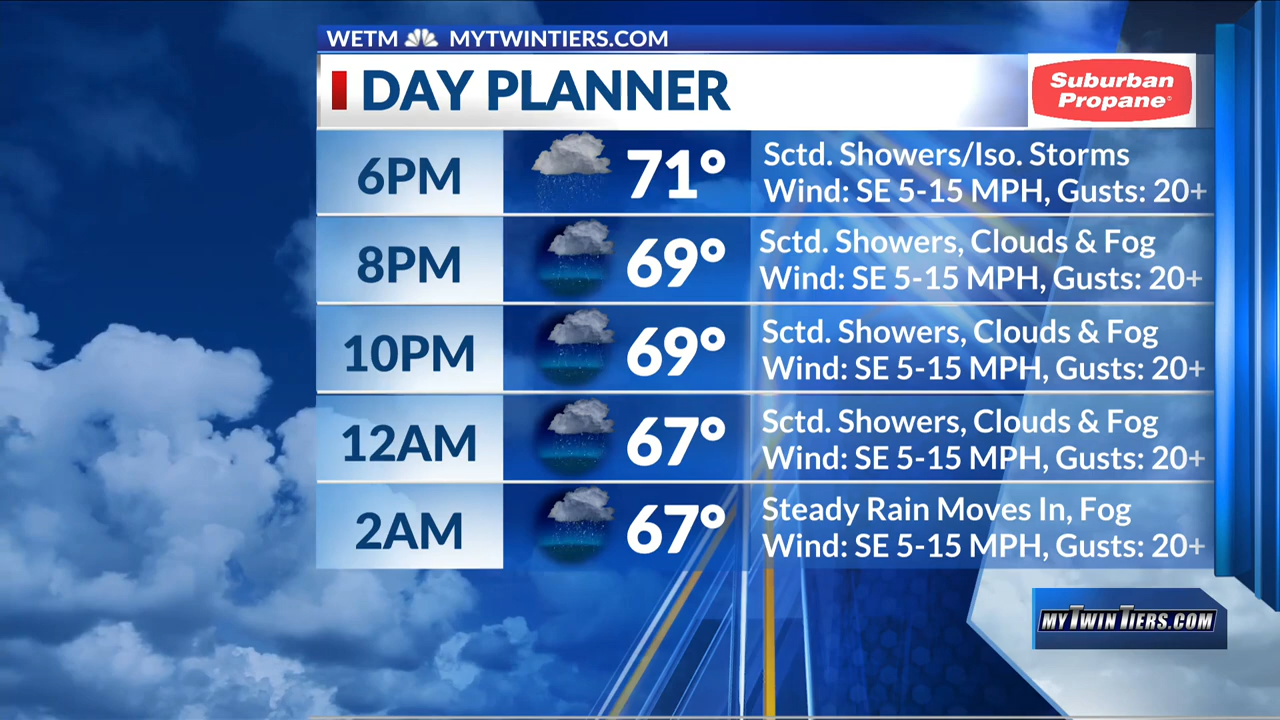 WETM MYTWINTIERS.COM
DAY PLANNER
Suburban
Propane®
6PM 71° Sctd. Showers/Iso. Storms
Wind: SE 5-15 MPH, Gusts: 20+
8PM 69° Sctd. Showers, Clouds & Fog
Wind: SE 5-15 MPH, Gusts: 20+
10PM 69° Sctd. Showers, Clouds & Fog
Wind: SE 5-15 MPH, Gusts: 20+
12AM 67° Sctd. Showers, Clouds & Fog
Wind: SE 5-15 MPH, Gusts: 20+
2AM 67° Steady Rain Moves In, Fog
Wind: SE 5-15 MPH, Gusts: 20+
MYTWINTIERS.COM